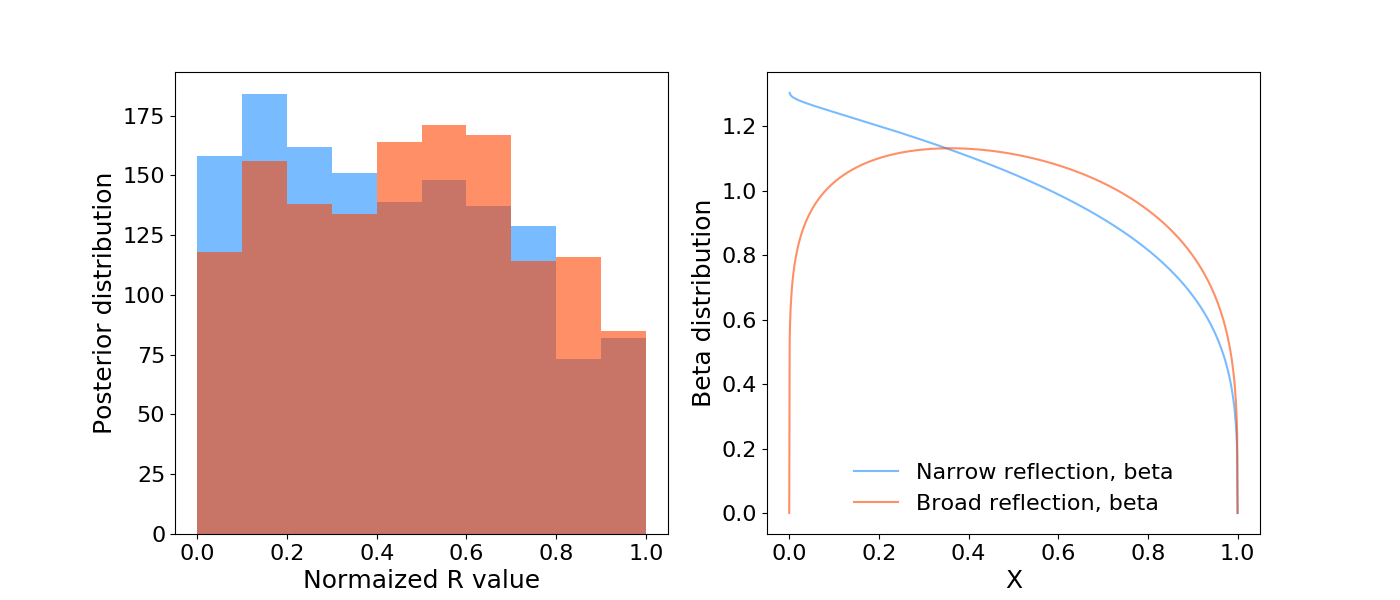 Posterior distribution
175
150
125
100
75
50
25
0
0.0 0.2 0.4 0.6 0.8 1.0
Normaized R value
Beta distribution
1.2
1.0
0.8
0.6
0.4
0.2
0.0
Narrow reflection, beta
Broad reflection, beta
0.0 0.2 0.4 0.6 0.8 1.0
X